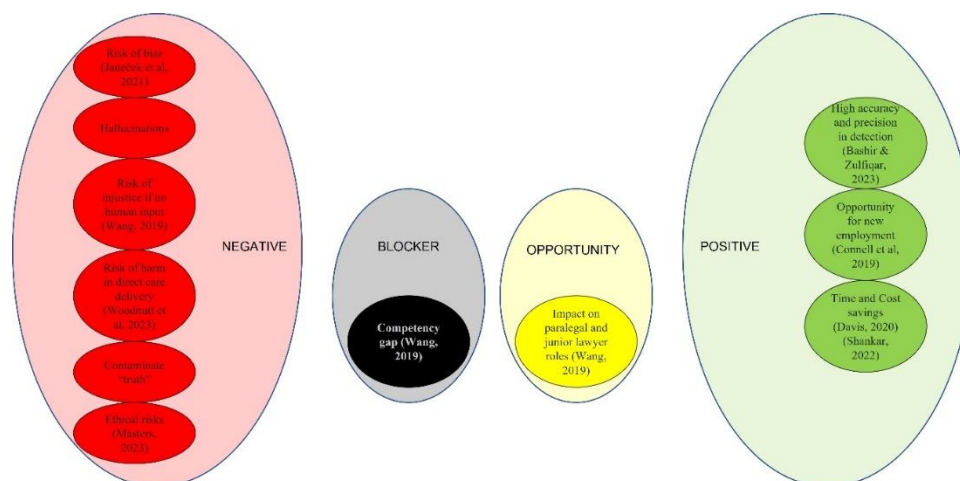 Risk of bias
(Janeček et al,
2021)
Hallucinations
Risk of
injustice if no
human input
(Wang, 2019)
Risk of harm
in direct care
delivery
et al, 2023)
Contaminate
"truth"
Ethical risks
(Masters,
2023)
NEGATIVE
BLOCKER
Competency
gap (Wang,
2019)
OPPORTUNITY
Impact on
paralegal and
junior lawyer
roles (Wang,
2019)
POSITIVE
High accuracy
and precision
in detection
(Bashir &
Zulfiqar,
2023)
Opportunity
for new
employment
(Connell et al,
2019)
Time and Cost
savings
(Davis, 2020)
(Shankar,
2022)